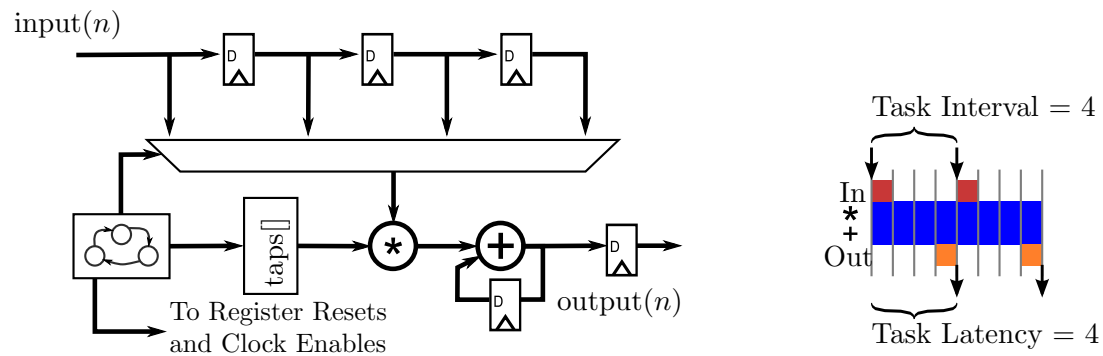 input(n)
D
D
D
taps[]
*
+
D
D
output(n)
To Register Resets
and Clock Enables
Task Interval = 4
In
*
+
Out
Task Latency = 4